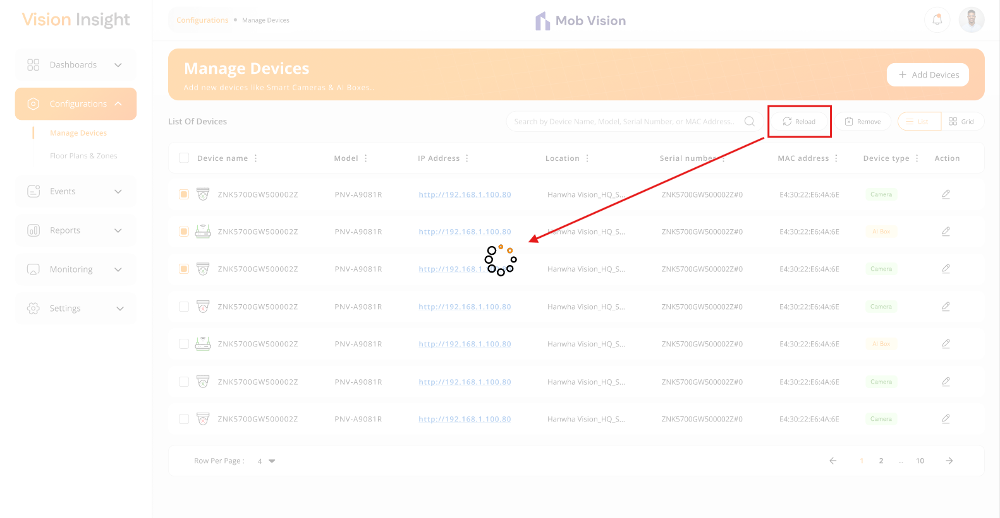 Vision Insight
Configurations • Manage Devices
Mob Vision
Dashboards
Configurations
Manage Devices
Floor Plans & Zones
Events
Reports
Monitoring
Settings
Manage Devices
Add new devices like Smart Cameras & AI Boxes..
+ Add Devices
List Of Devices
Search by Device Name, Model, Serial Number, or MAC Address..
Reload
Remove
List
Grid
Device name Model IP Address Location Serial number MAC address Device type Action
ZNK5700GW500002Z PNV-A9081R http://192.168.1.100.80 Hanwha Vision_HQ_S... ZNK5700GW500002Z#0 E4:30:22:E6:4A:6E Camera
ZNK5700GW500002Z PNV-A9081R http://192.168.1.100.80 Hanwha Vision_HQ_S... ZNK5700GW500002Z#0 E4:30:22:E6:4A:6E AI Box
ZNK5700GW500002Z PNV-A9081R http://192.168.1.100.80 Hanwha Vision_HQ_S... ZNK5700GW500002Z#0 E4:30:22:E6:4A:6E Camera
ZNK5700GW500002Z PNV-A9081R http://192.168.1.100.80 Hanwha Vision_HQ_S... ZNK5700GW500002Z#0 E4:30:22:E6:4A:6E Camera
ZNK5700GW500002Z PNV-A9081R http://192.168.1.100.80 Hanwha Vision_HQ_S... ZNK5700GW500002Z#0 E4:30:22:E6:4A:6E AI Box
ZNK5700GW500002Z PNV-A9081R http://192.168.1.100.80 Hanwha Vision_HQ_S... ZNK5700GW500002Z#0 E4:30:22:E6:4A:6E Camera
ZNK5700GW500002Z PNV-A9081R http://192.168.1.100.80 Hanwha Vision_HQ_S... ZNK5700GW500002Z#0 E4:30:22:E6:4A:6E Camera
Row Per Page : 4
1 2 ... 10